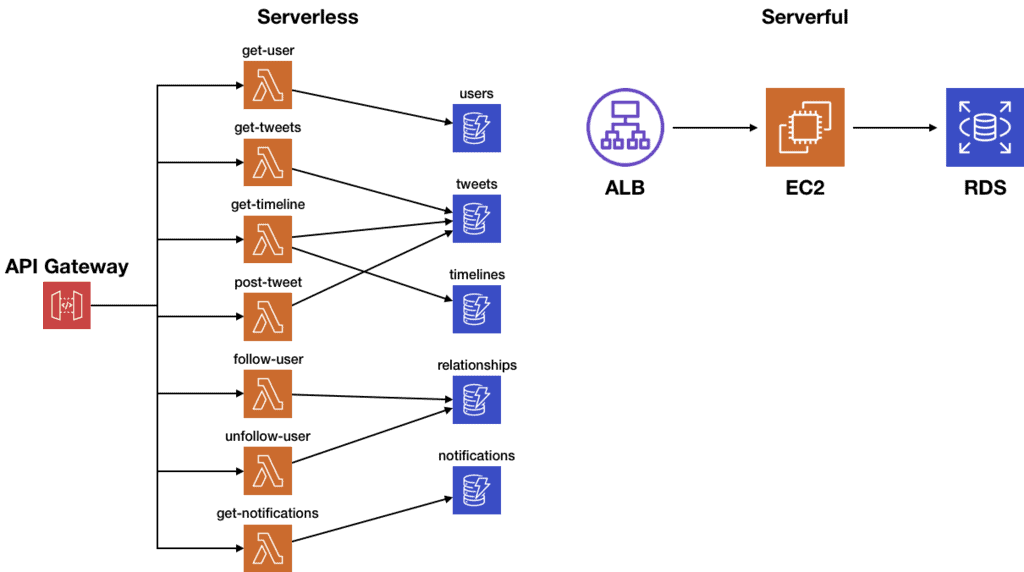 Serverless
Serverful
get-user
users
get-tweets
tweets
get-timeline
API Gateway
timelines
post-tweet
follow-user
relationships
unfollow-user
notifications
get-notifications
ALB
EC2
RDS